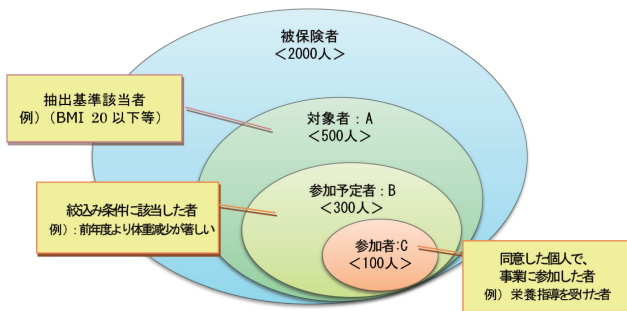 被保険者
＜2000人＞
抽出基準該当者
例）（BMI 20以下等）
対象者：A
＜500人＞
参加予定者：B
＜300人＞
絞込み条件に該当した者
例）：前年度より体重減少が著しい
参加者:C
＜100人＞
同意した個人で、
事業に参加した者
例） 栄養指導を受けた者